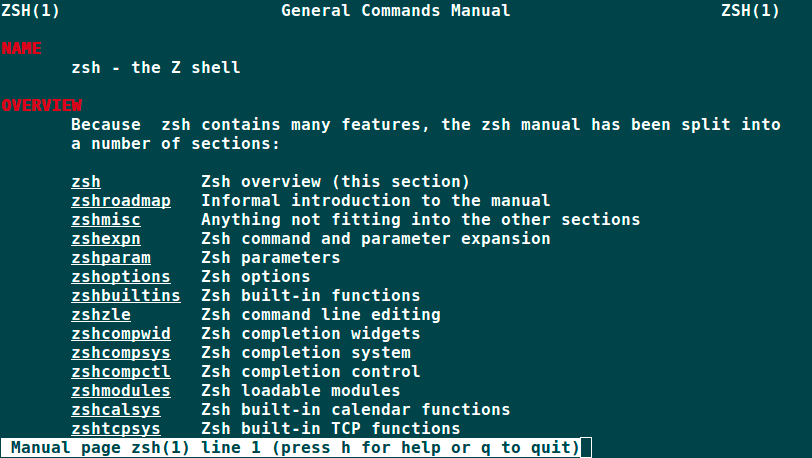 ZSH(1) General Commands Manual ZSH(1)
NAME
zsh - the Z shell
OVERVIEW
Because zsh contains many features, the zsh manual has been split into
a number of sections:
zsh Zsh overview (this section)
zshroadmap Informal introduction to the manual
zshmisc Anything not fitting into the other sections
zshexpn Zsh command and parameter expansion
zshparam Zsh parameters
zshoptions Zsh options
zshbuiltins Zsh built-in functions
zshzle Zsh command line editing
zshcompwid Zsh completion widgets
zshcompsys Zsh completion system
zshcompctl Zsh completion control
zshmodules Zsh loadable modules
zshcalsys Zsh built-in calendar functions
zshtcpsys Zsh built-in TCP functions
Manual page zsh(1) line 1 (press h for help or q to quit)